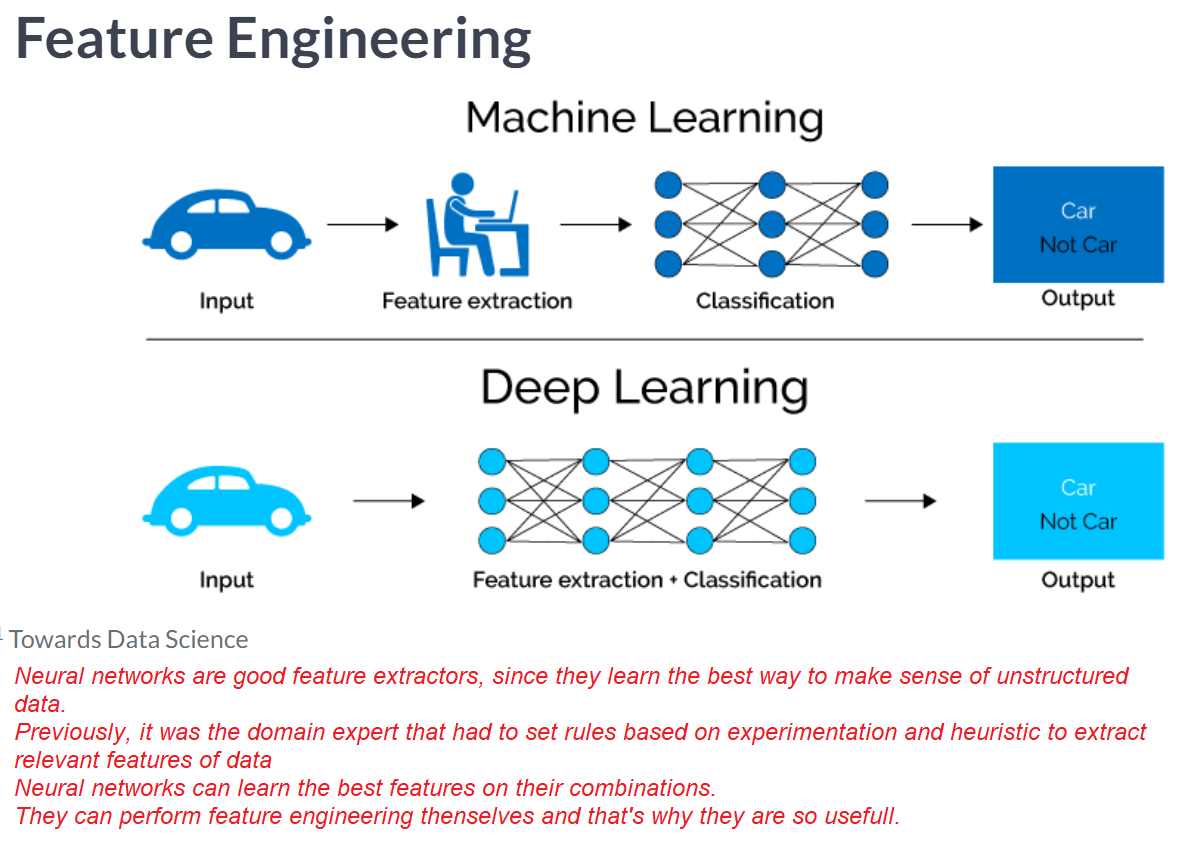 Feature Engineering
Machine Learning
Car
Not Car
Input
Feature extraction
Classification
Output
Deep Learning
Car
Not Car
Input
Feature extraction + Classification
Output
Towards Data Science
Neural networks are good feature extractors, since they learn the best way to make sense of unstructured
data.
Previously, it was the domain expert that had to set rules based on experimentation and heuristic to extract
relevant features of data
Neural networks can learn the best features on their combinations.
They can perform feature engineering thenselves and that's why they are so usefull.